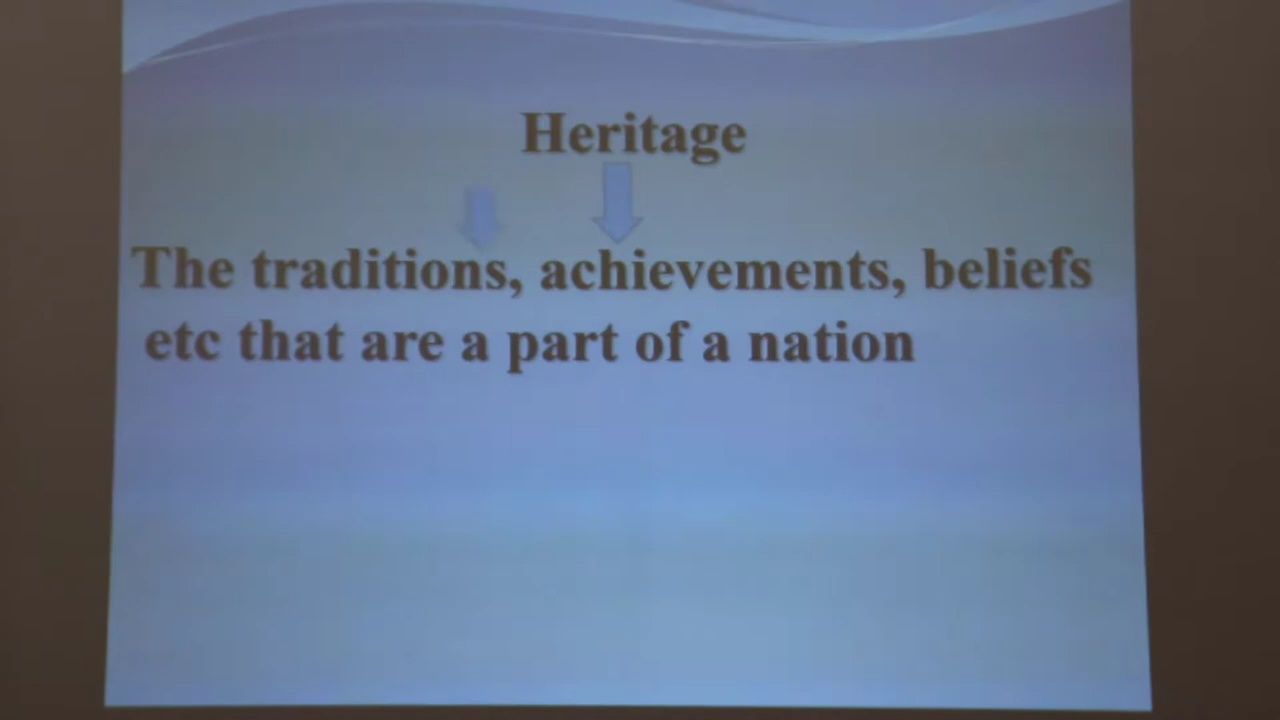 Heritage
The traditions, achievements, beliefs
etc that are a part of a nation